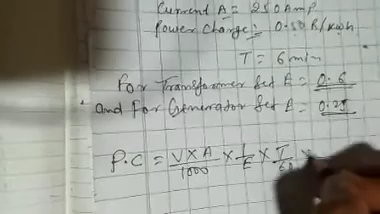 Current A = 250 Amp
Power Charge = 0.50 R/kwh
T = 6 min
For Transformer Set E = 0.6
and For Generator Set E = 0.25
P.C = V×A/1000 × 1/E × T/60 ×